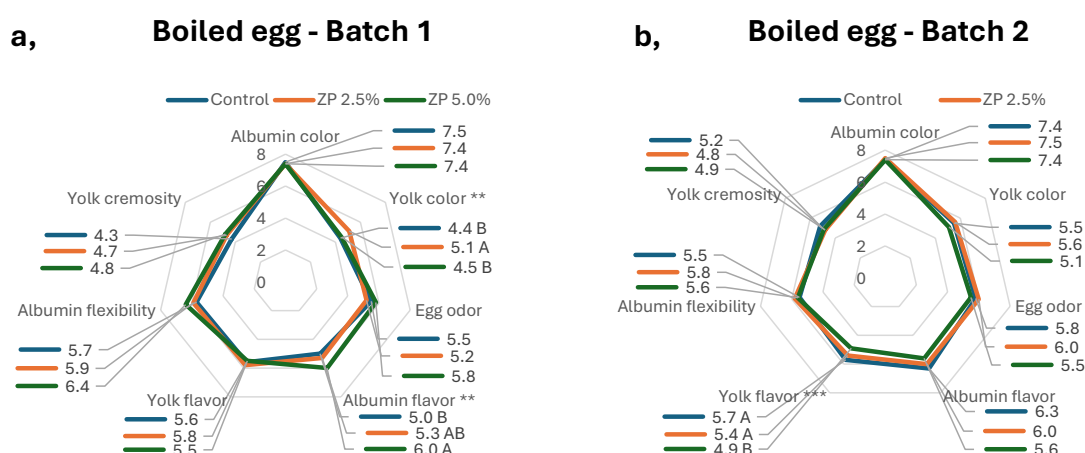 a,
Boiled egg - Batch 1
Control
ZP 2.5%
ZP 5.0%
Albumin color
7.5
7.4
7.4
Yolk color **
4.4 B
5.1 A
4.5 B
Egg odor
5.5
5.2
5.8
Albumin flavor **
5.0 B
5.3 AB
6.0 A
Yolk flavor
5.6
5.8
5.5
Albumin flexibility
5.7
5.9
6.4
Yolk cremosity
4.3
4.7
4.8
8
6
4
2
0
b,
Boiled egg - Batch 2
Control
ZP 2.5%
Albumin color
7.4
7.5
7.4
Yolk color
5.5
5.6
5.1
Egg odor
5.8
6.0
5.5
Albumin flavor
6.3
6.0
5.6
Yolk flavor ***
5.7 A
5.4 A
4.9 B
Albumin flexibility
5.5
5.8
5.6
Yolk cremosity
5.2
4.8
4.9
8
6
4
2
0